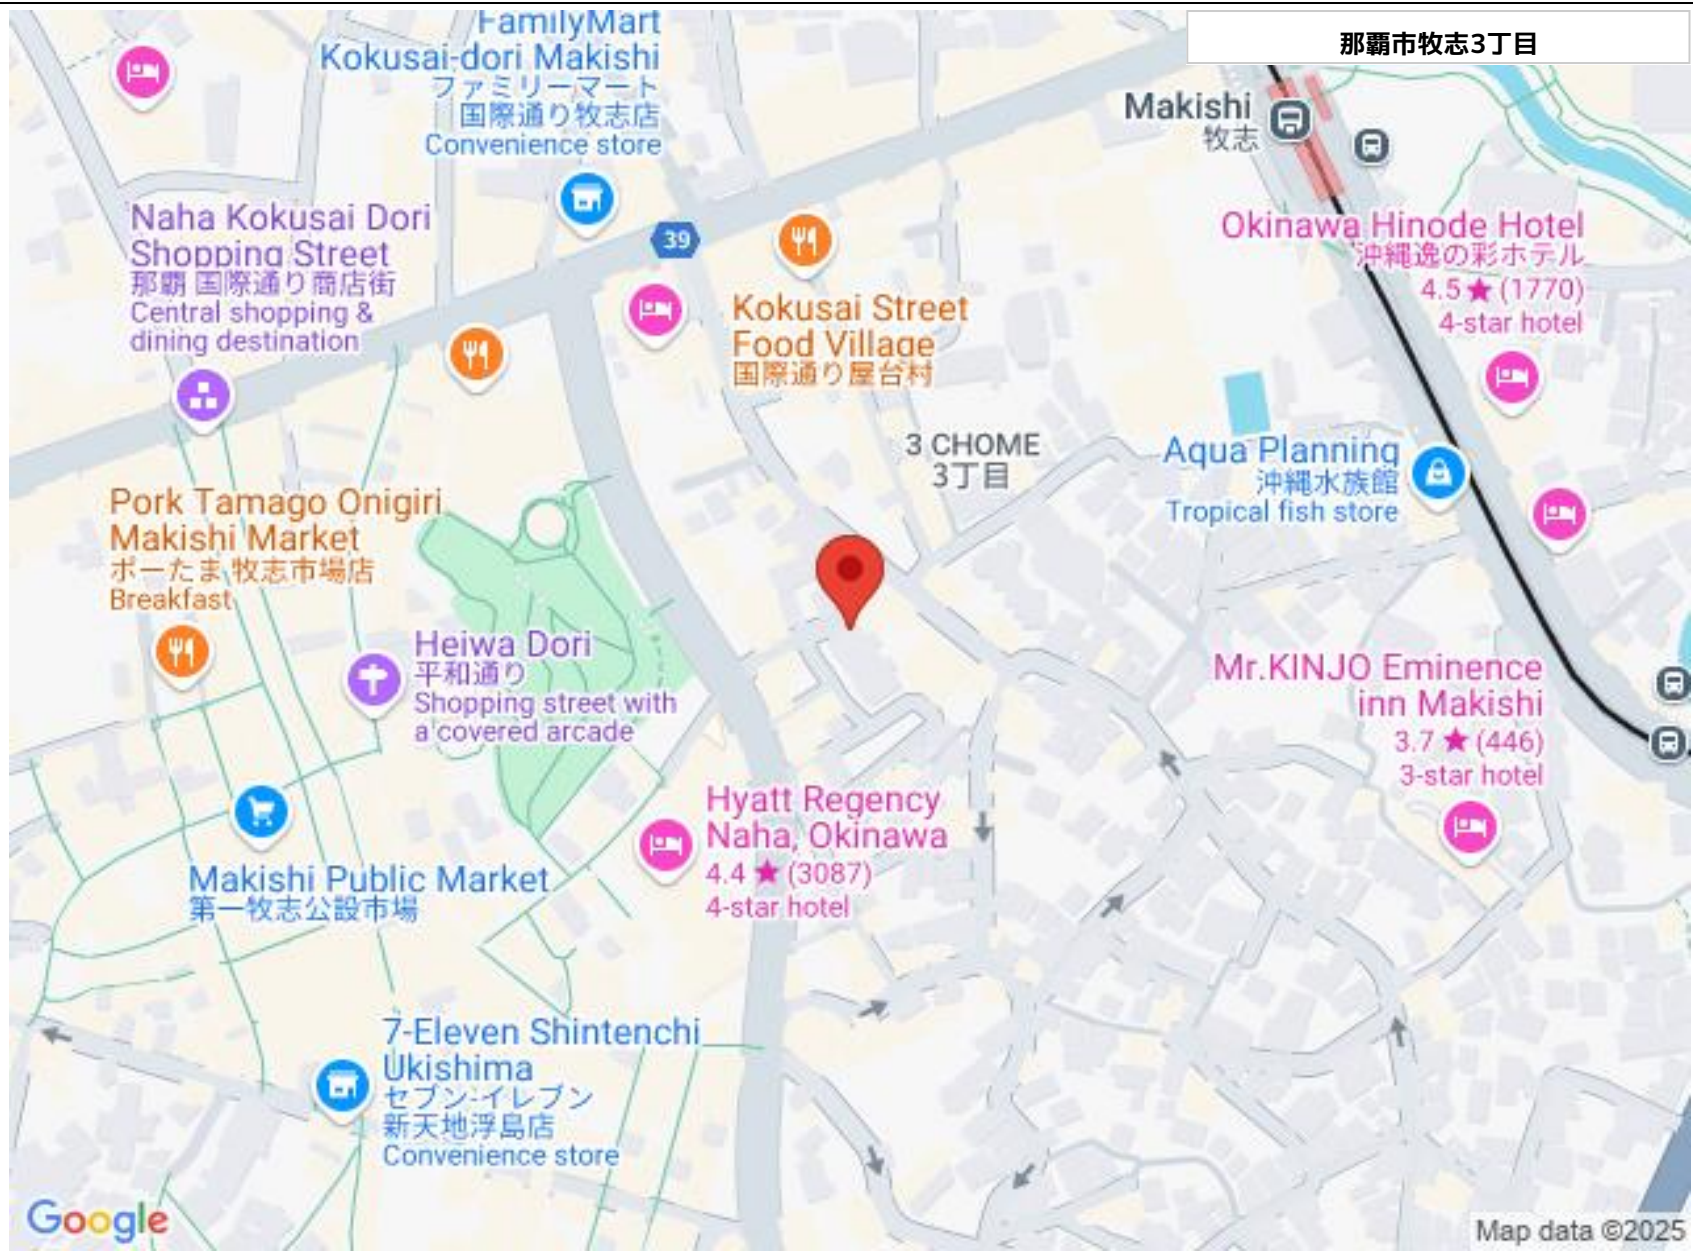 那覇市牧志3丁目
FamilyMart
Kokusai-dori Makishi
ファミリーマート
国際通り牧志店
Convenience store
Makishi
牧志
Naha Kokusai Dori
Shopping Street
那覇 国際通り商店街
Central shopping &
dining destination
39
Okinawa Hinode Hotel
沖縄逸の彩ホテル
4.5 ★ (1770)
4-star hotel
Kokusai Street
Food Village
国際通り屋台村
3 CHOME
3丁目
Aqua Planning
沖縄水族館
Tropical fish store
Pork Tamago Onigiri
Makishi Market
ポーたま 牧志市場店
Breakfast
Heiwa Dori
平和通り
Shopping street with
a covered arcade
Mr.KINJO Eminence
inn Makishi
3.7 ★ (446)
3-star hotel
Hyatt Regency
Naha, Okinawa
4.4 ★ (3087)
4-star hotel
Makishi Public Market
第一牧志公設市場
7-Eleven Shintenchi
Ukishima
セブン-イレブン
新天地浮島店
Convenience store
Google
Map data ©2025